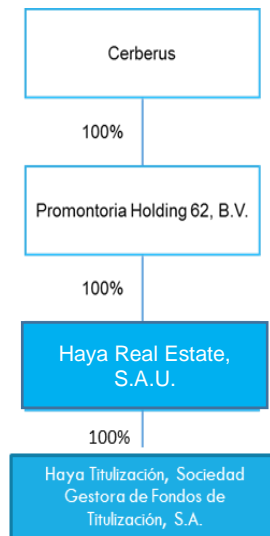 Cerberus
100%
Promontoria Holding 62, B.V.
100%
Haya Real Estate,
S.A.U.
100%
Haya Titulización, Sociedad
Gestora de Fondos de
Titulización, S.A.